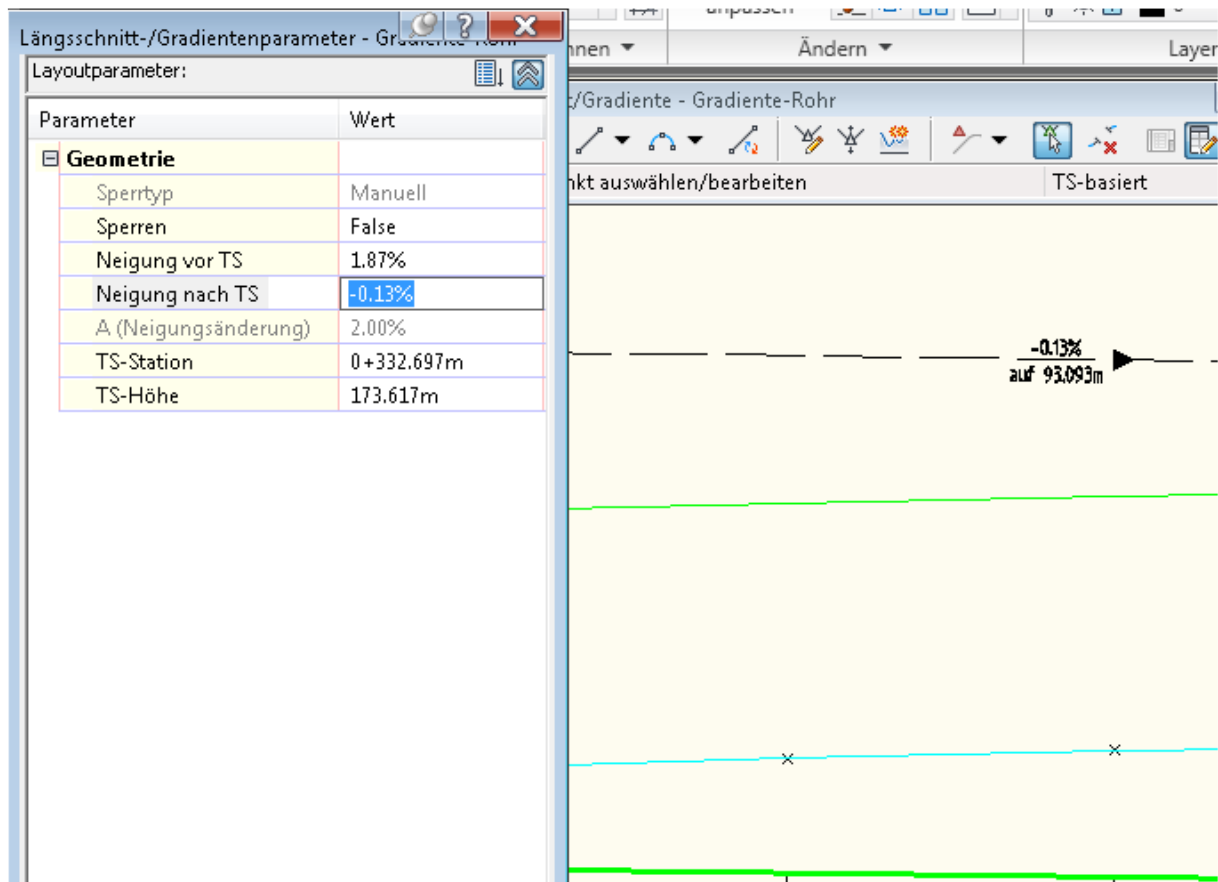 Längsschnitt-/Gradientenparameter - Gradiente-Rohr
Layoutparameter:
Parameter Wert
Geometrie
Sperrtyp Manuell
Sperren False
Neigung vor TS 1.87%
Neigung nach TS -0.13%
A (Neigungsänderung) 2.00%
TS-Station 0+332.697m
TS-Höhe 173.617m
anpassen
nnen Ändern Layer
t/Gradiente - Gradiente-Rohr
nkt auswählen/bearbeiten TS-basiert
-0.13%
auf 93.093m